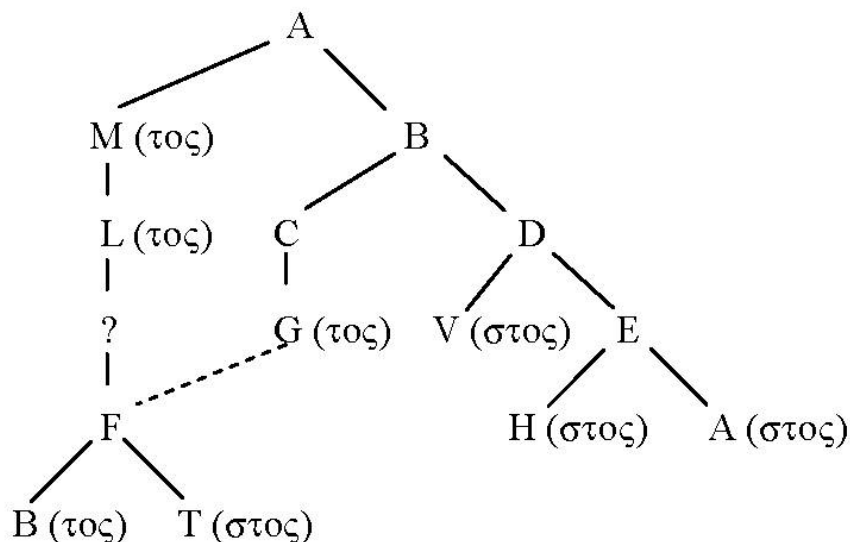 A
M (τος) B
L (τος) C D
? G (τος) V (στος) E
F H (στος) A (στος)
B (τος) T (στος)